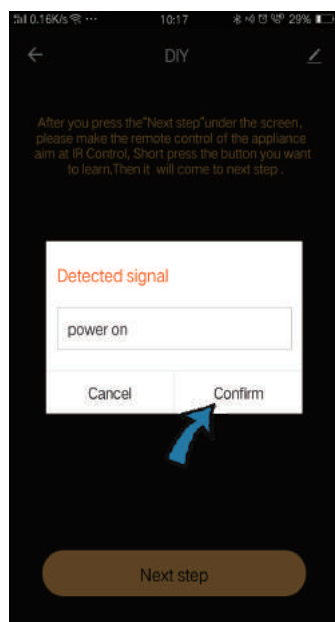 0.16K/s ... 10:17 29%
DIY
After you press the"Next step"under the screen,
please make the remote control of the appliance
aim at IR Control, Short press the button you want
to learn,Then it will come to next step .
Detected signal
power on
Cancel Confirm
Next step